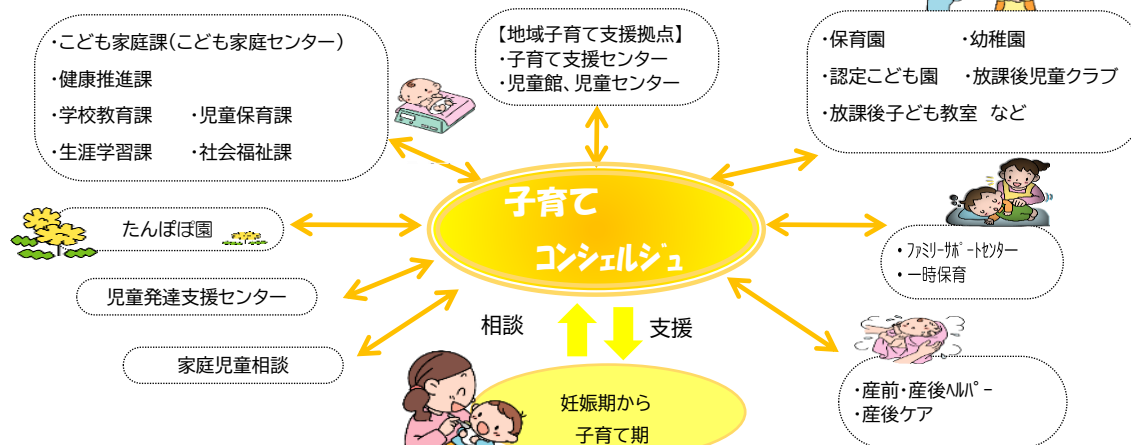 ・こども家庭課(こども家庭センター)
・健康推進課
・学校教育課　・児童保育課
・生涯学習課　・社会福祉課
【地域子育て支援拠点】
・子育て支援センター
・児童館、児童センター
・保育園　・幼稚園
・認定こども園　・放課後児童クラブ
・放課後子ども教室　など
たんぽぽ園
子育て
コンシェルジュ
・ﾌｧﾐﾘｰｻﾎﾟｰﾄｾﾝﾀｰ
・一時保育
児童発達支援センター
相談
支援
家庭児童相談
・産前・産後ﾍﾙﾊﾟｰ
・産後ケア
妊娠期から
子育て期